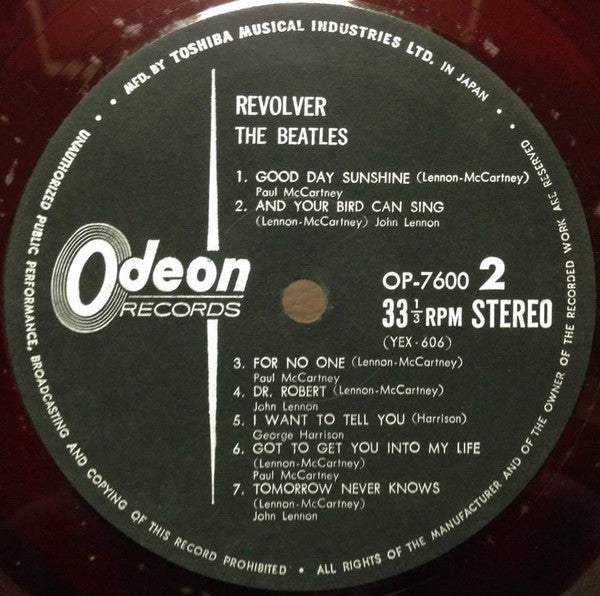 MFD. BY TOSHIBA MUSICAL INDUSTRIES LTD. IN JAPAN
REVOLVER
THE BEATLES
1. GOOD DAY SUNSHINE (Lennon-McCartney)
Paul McCartney
2. AND YOUR BIRD CAN SING
(Lennon-McCartney) John Lennon
Odeon
RECORDS
OP-7600 2
33 1/3 RPM STEREO
(YEX-606)
3. FOR NO ONE (Lennon-McCartney)
Paul McCartney
4. DR. ROBERT (Lennon-McCartney)
John Lennon
5. I WANT TO TELL YOU (Harrison)
George Harrison
6. GOT TO GET YOU INTO MY LIFE
(Lennon-McCartney)
Paul McCartney
7. TOMORROW NEVER KNOWS
(Lennon-McCartney)
John Lennon
UNAUTHORIZED PUBLIC PERFORMANCE, BROADCASTING AND COPYING OF THIS RECORD PROHIBITED • ALL RIGHTS OF THE MANUFACTURER AND OF THE OWNER OF THE RECORDED WORK ARE RESERVED